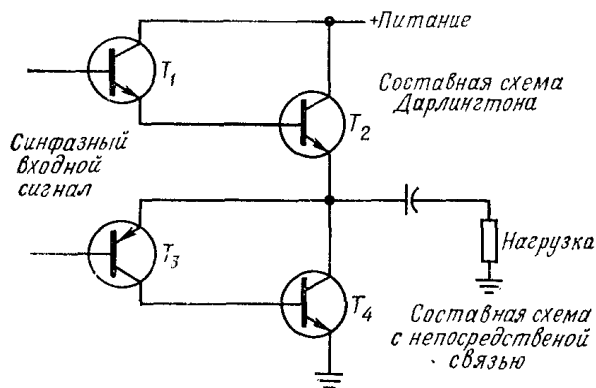 +Питание
T1
Составная схема
Дарлингтона
T2
Синфазный
входной
сигнал
T3
Нагрузка
T4
Составная схема
с непосредственой
связью